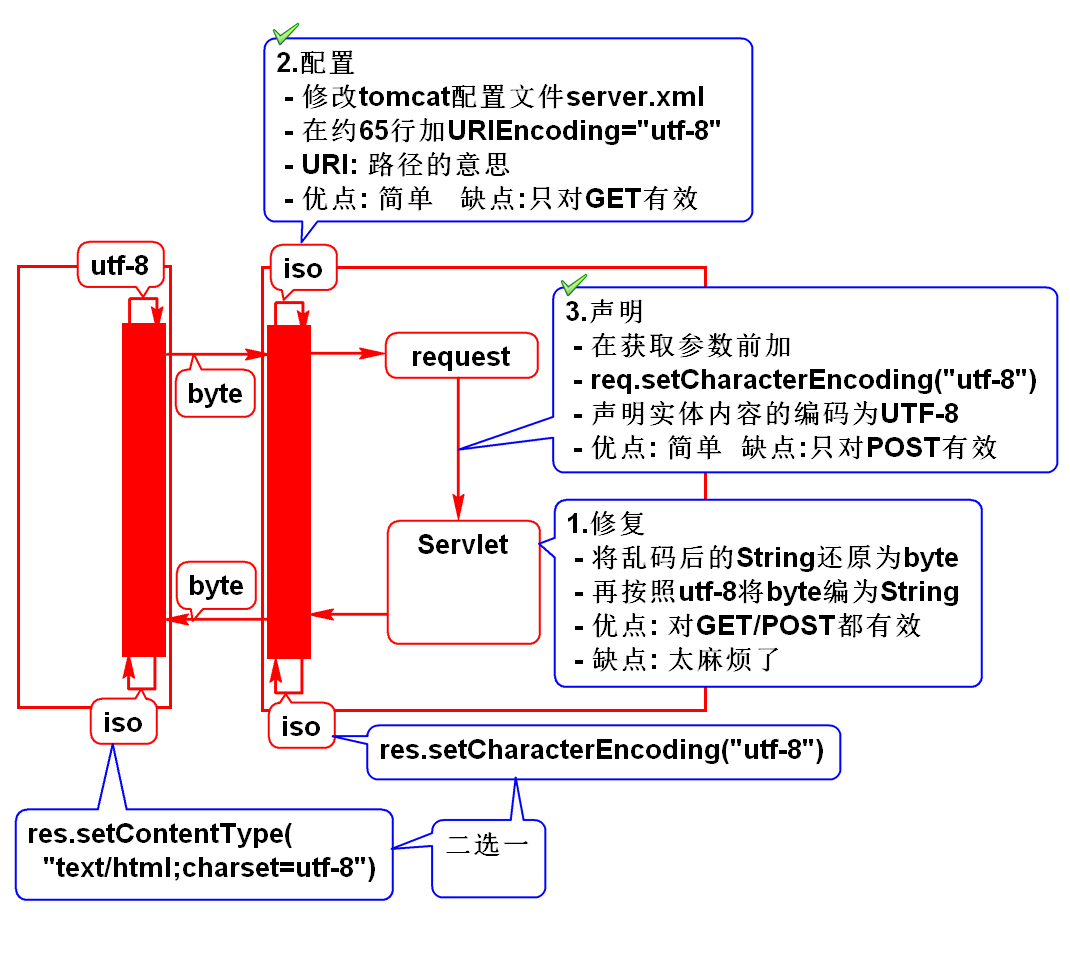 2.配置
- 修改tomcat配置文件server.xml
- 在约65行加URIEncoding="utf-8"
- URI: 路径的意思
- 优点: 简单 缺点:只对GET有效
utf-8
iso
3.声明
- 在获取参数前加
- req.setCharacterEncoding("utf-8")
- 声明实体内容的编码为UTF-8
- 优点: 简单 缺点:只对POST有效
request
byte
1.修复
- 将乱码后的String还原为byte
- 再按照utf-8将byte编为String
- 优点: 对GET/POST都有效
- 缺点: 太麻烦了
Servlet
byte
iso
iso
res.setCharacterEncoding("utf-8")
res.setContentType(
"text/html;charset=utf-8")
二选一